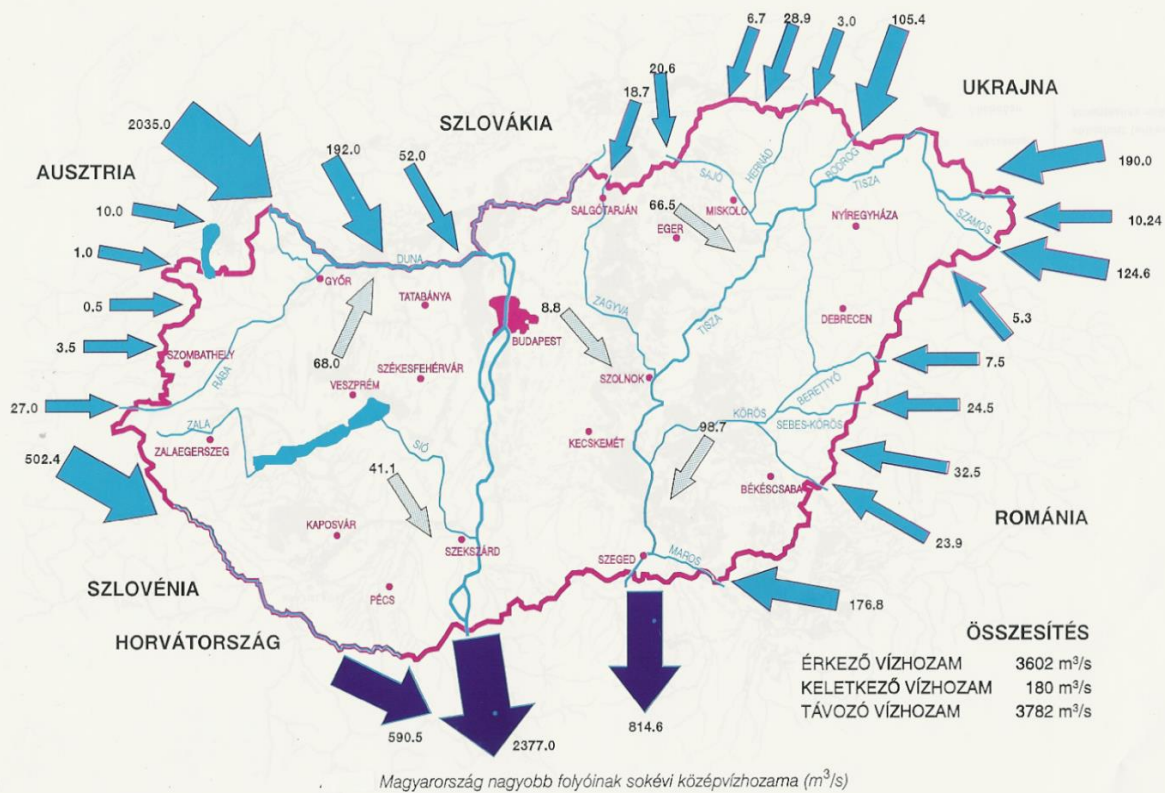 6.7
28.9
3.0
105.4
20.6
18.7
UKRAJNA
SZLOVÁKIA
2035.0
192.0
52.0
AUSZTRIA
190.0
10.0
SAJÓ
HERNÁD
BODROG
TISZA
SALGÓTARJÁN
66.5
MISKOLC
NYÍREGYHÁZA
SZAMOS
10.24
EGER
1.0
DUNA
124.6
GYŐR
TATABÁNYA
0.5
8.8
ZAGYVA
TISZA
DEBRECEN
5.3
BUDAPEST
3.5
SZOMBATHELY
68.0
SZÉKESFEHÉRVÁR
7.5
RÁBA
VESZPRÉM
SZOLNOK
BERETTYÓ
27.0
24.5
ZALA
KÖRÖS
SEBES-KÖRÖS
ZALAEGERSZEG
SIÓ
KECSKEMÉT
98.7
502.4
41.1
32.5
BÉKÉSCSABA
ROMÁNIA
KAPOSVÁR
SZEKSZÁRD
23.9
SZEGED
MAROS
SZLOVÉNIA
PÉCS
176.8
HORVÁTORSZÁG
ÖSSZESÍTÉS
ÉRKEZŐ VÍZHOZAM 3602 m³/s
KELETKEZŐ VÍZHOZAM 180 m³/s
TÁVOZÓ VÍZHOZAM 3782 m³/s
590.5
2377.0
814.6
Magyarország nagyobb folyóinak sokévi középvízhozama (m³/s)